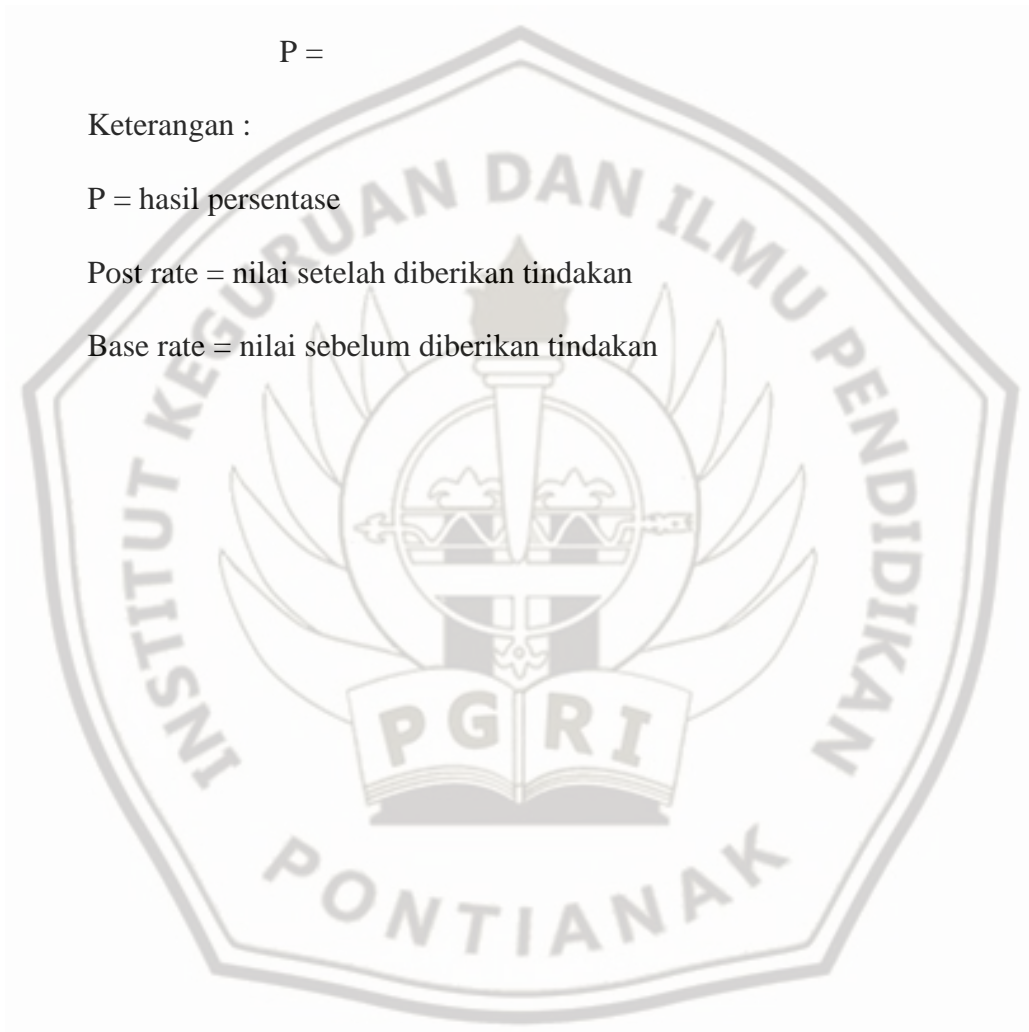 P =
Keterangan :
P = hasil persentase
Post rate = nilai setelah diberikan tindakan
Base rate = nilai sebelum diberikan tindakan
INSTITUT KEGURUAN DAN ILMU PENDIDIKAN
PGRI
PONTIANAK